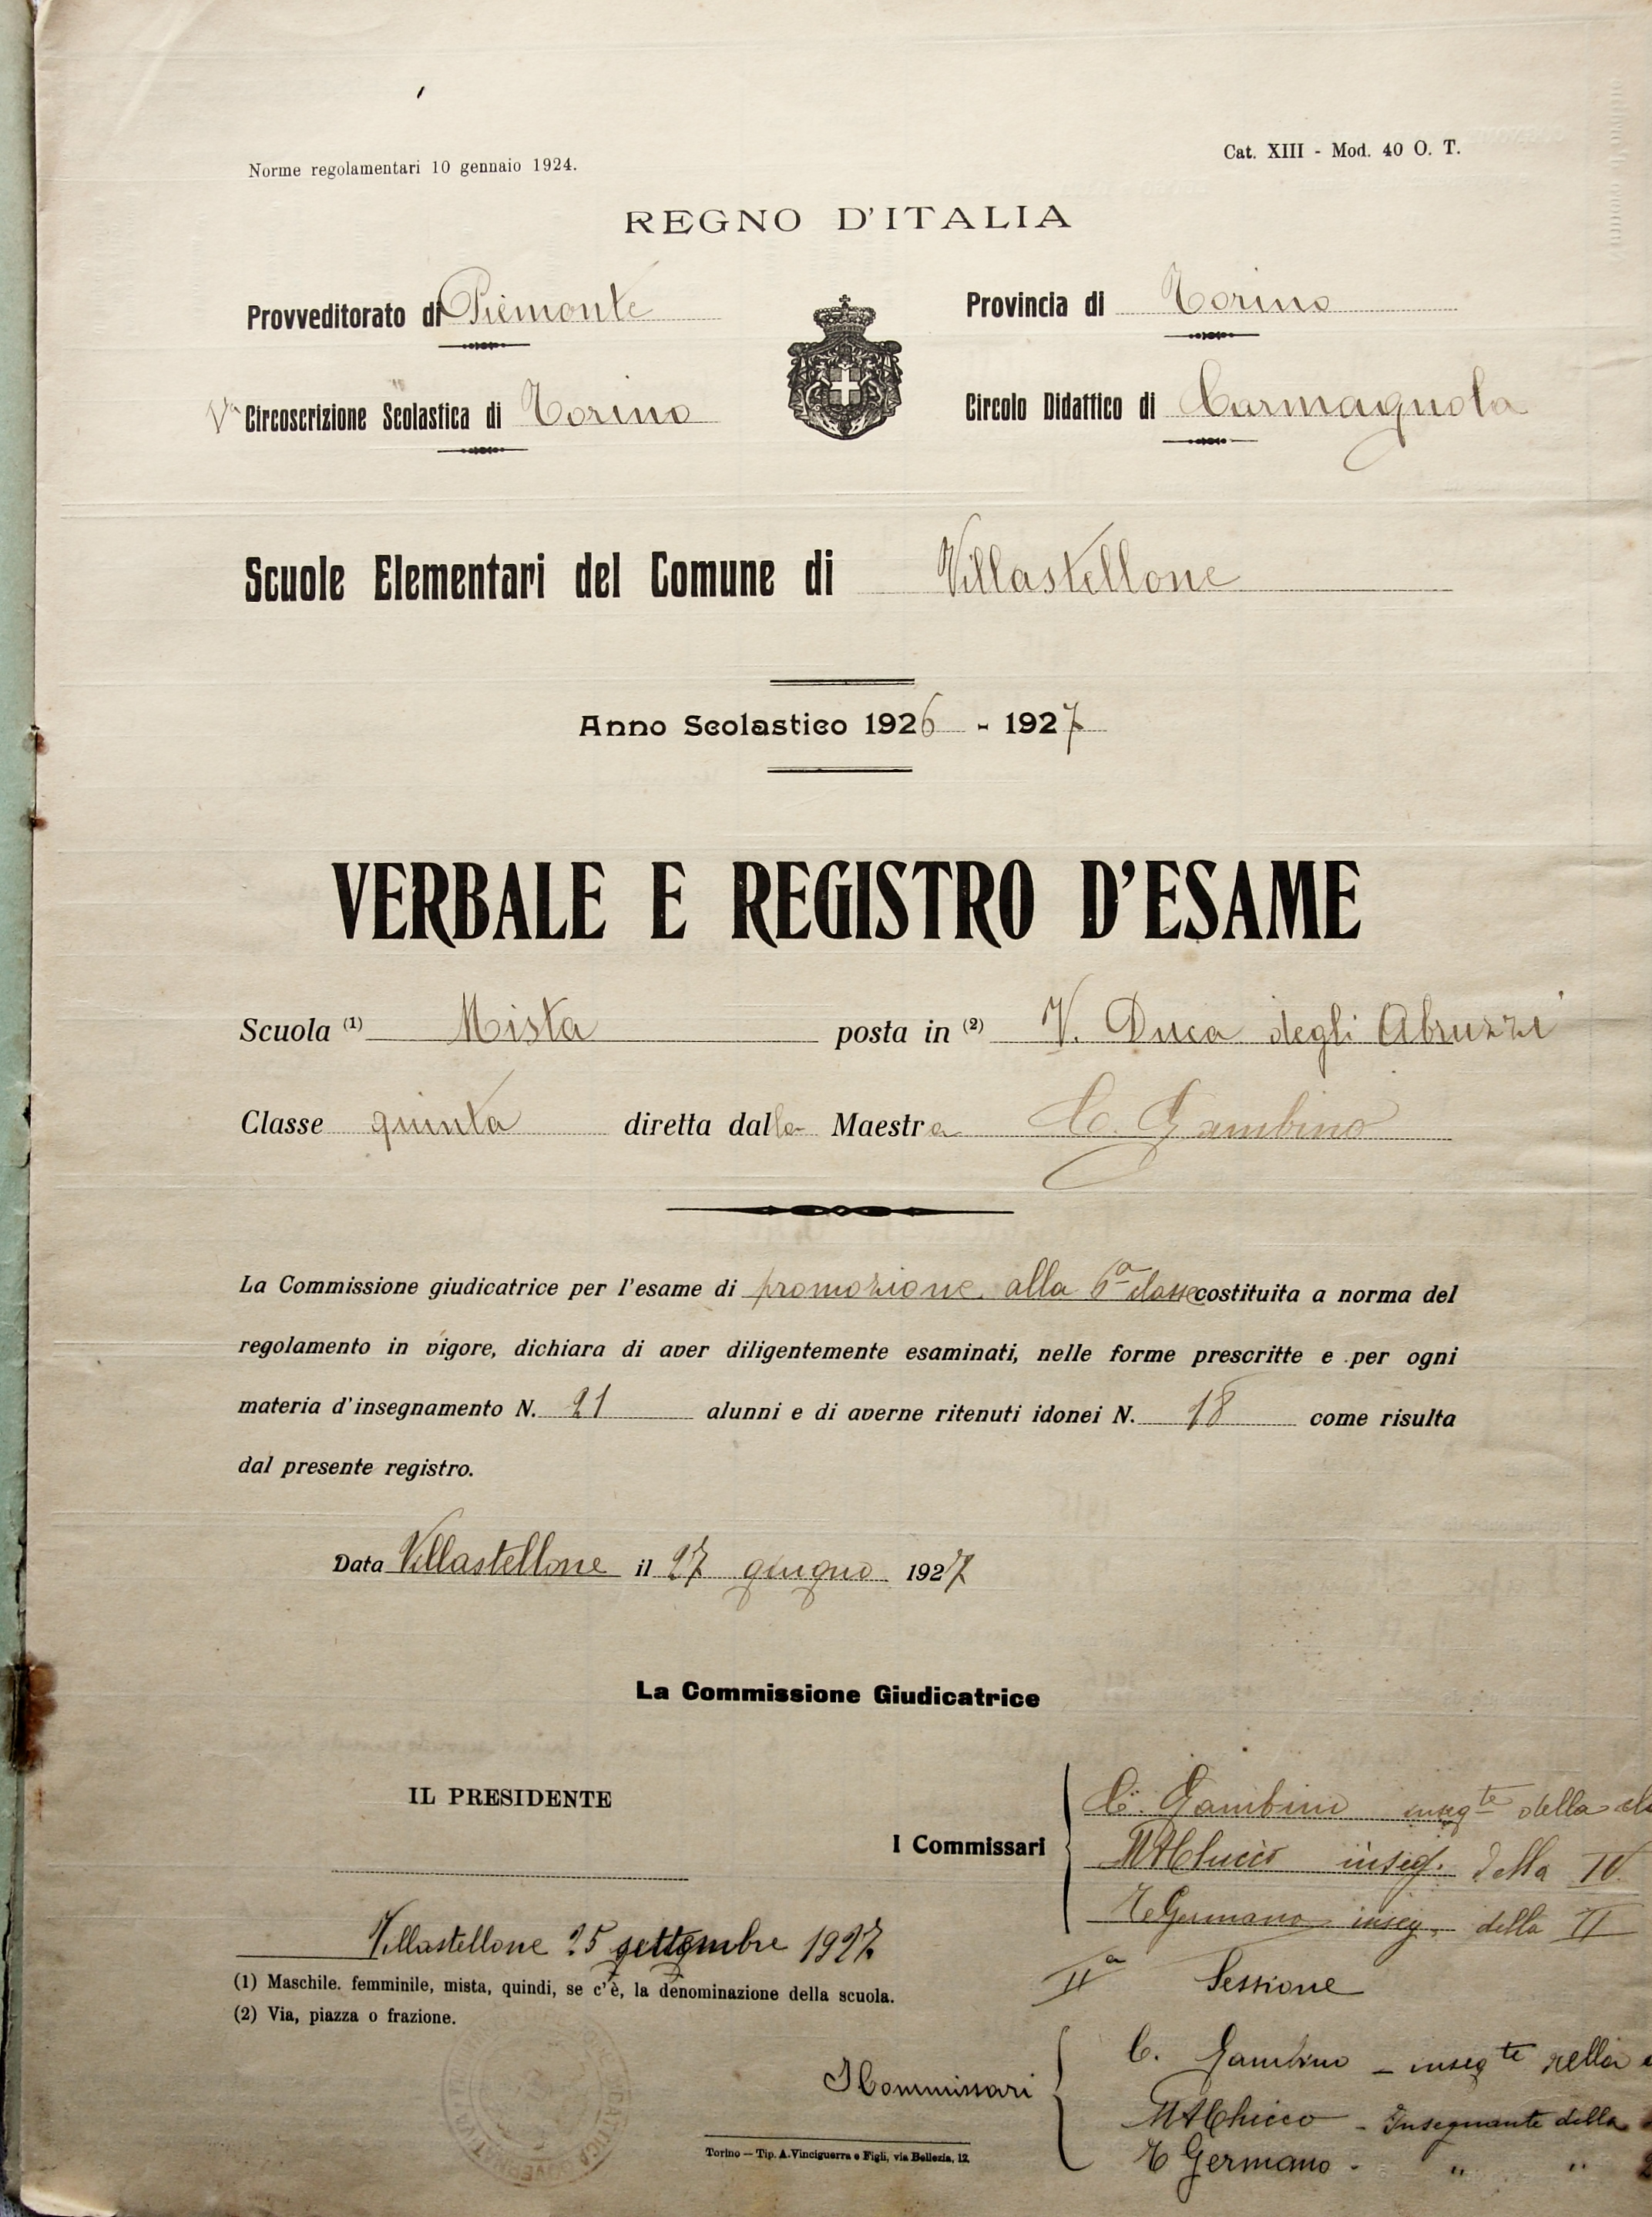 Norme regolamentari 10 gennaio 1924.
Cat. XIII - Mod. 40 O. T.
REGNO D'ITALIA
Provveditorato di Piemonte
Provincia di Torino
Vª Circoscrizione Scolastica di Torino
Circolo Didattico di Carmagnola
Scuole Elementari del Comune di Villastellone
Anno Scolastico 1926 - 1927
VERBALE E REGISTRO D'ESAME
Scuola (1) Mista posta in (2) V. Duca degli Abruzzi
Classe quinta diretta dalla Maestra C. Gambino
La Commissione giudicatrice per l'esame di promozione alla 6ª classe costituita a norma del
regolamento in vigore, dichiara di aver diligentemente esaminati, nelle forme prescritte e per ogni
materia d'insegnamento N. 21 alunni e di averne ritenuti idonei N. 18 come risulta
dal presente registro.
Data Villastellone il 27 giugno 1927
La Commissione Giudicatrice
IL PRESIDENTE
I Commissari
C. Gambino insegte della
MAChicco inseg. della IV
E Germano inseg. della II
Villastellone 25 settembre 1927
(1) Maschile. femminile, mista, quindi, se c'è, la denominazione della scuola.
(2) Via, piazza o frazione.
IIª Sessione
I Commissari
C. Gambino - insegte della
MAChicco - Insegnante della
E Germano - " "
Torino — Tip. A. Vinciguerra e Figli, via Bellezia, 12.